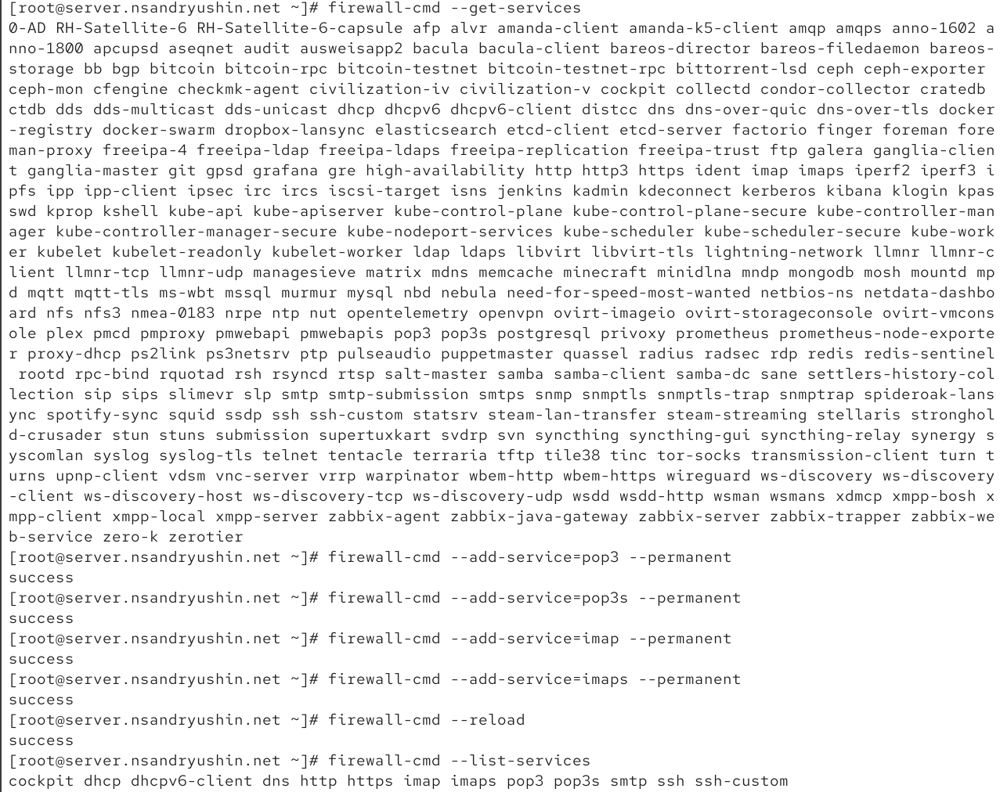 [root@server.nsandryushin.net ~]# firewall-cmd --get-services
0-AD RH-Satellite-6 RH-Satellite-6-capsule afp alvr amanda-client amanda-k5-client amqp amqps anno-1602 a
nno-1800 apcupsd aseqnet audit ausweisapp2 bacula bacula-client bareos-director bareos-filedaemon bareos-
storage bb bgp bitcoin bitcoin-rpc bitcoin-testnet bitcoin-testnet-rpc bittorrent-lsd ceph ceph-exporter
ceph-mon cfengine checkmk-agent civilization-iv civilization-v cockpit collectd condor-collector cratedb
ctdb dds dds-multicast dds-unicast dhcp dhcpv6 dhcpv6-client distcc dns dns-over-quic dns-over-tls docker
-registry docker-swarm dropbox-lansync elasticsearch etcd-client etcd-server factorio finger foreman fore
man-proxy freeipa-4 freeipa-ldap freeipa-ldaps freeipa-replication freeipa-trust ftp galera ganglia-clien
t ganglia-master git gpsd grafana gre high-availability http http3 https ident imap imaps iperf2 iperf3 i
pfs ipp ipp-client ipsec irc ircs iscsi-target isns jenkins kadmin kdeconnect kerberos kibana klogin kpas
swd kprop kshell kube-api kube-apiserver kube-control-plane kube-control-plane-secure kube-controller-man
ager kube-controller-manager-secure kube-nodeport-services kube-scheduler kube-scheduler-secure kube-work
er kubelet kubelet-readonly kubelet-worker ldap ldaps libvirt libvirt-tls lightning-network llmnr llmnr-c
lient llmnr-tcp llmnr-udp managesieve matrix mdns memcache minecraft minidlna mndp mongodb mosh mountd mp
d mqtt mqtt-tls ms-wbt mssql murmur mysql nbd nebula need-for-speed-most-wanted netbios-ns netdata-dashbo
ard nfs nfs3 nmea-0183 nrpe ntp nut opentelemetry openvpn ovirt-imageio ovirt-storageconsole ovirt-vmcons
ole plex pmcd pmproxy pmwebapi pmwebapis pop3 pop3s postgresql privoxy prometheus prometheus-node-exporte
r proxy-dhcp ps2link ps3netsrv ptp pulseaudio puppetmaster quassel radius radsec rdp redis redis-sentinel
rootd rpc-bind rquotad rsh rsyncd rtsp salt-master samba samba-client samba-dc sane settlers-history-col
lection sip sips slimevr slp smtp smtp-submission smtps snmp snmptls snmptls-trap snmptrap spideroak-lans
ync spotify-sync squid ssdp ssh ssh-custom statsrv steam-lan-transfer steam-streaming stellaris stronghol
d-crusader stun stuns submission supertuxkart svdrp svn syncthing syncthing-gui syncthing-relay synergy s
yscomlan syslog syslog-tls telnet tentacle terraria tftp tile38 tinc tor-socks transmission-client turn t
urns upnp-client vdsm vnc-server vrrp warpinator wbem-http wbem-https wireguard ws-discovery ws-discovery
-client ws-discovery-host ws-discovery-tcp ws-discovery-udp wsdd wsdd-http wsman wsmans xdmcp xmpp-bosh x
mpp-client xmpp-local xmpp-server zabbix-agent zabbix-java-gateway zabbix-server zabbix-trapper zabbix-we
b-service zero-k zerotier
[root@server.nsandryushin.net ~]# firewall-cmd --add-service=pop3 --permanent
success
[root@server.nsandryushin.net ~]# firewall-cmd --add-service=pop3s --permanent
success
[root@server.nsandryushin.net ~]# firewall-cmd --add-service=imap --permanent
success
[root@server.nsandryushin.net ~]# firewall-cmd --add-service=imaps --permanent
success
[root@server.nsandryushin.net ~]# firewall-cmd --reload
success
[root@server.nsandryushin.net ~]# firewall-cmd --list-services
cockpit dhcp dhcpv6-client dns http https imap imaps pop3 pop3s smtp ssh ssh-custom